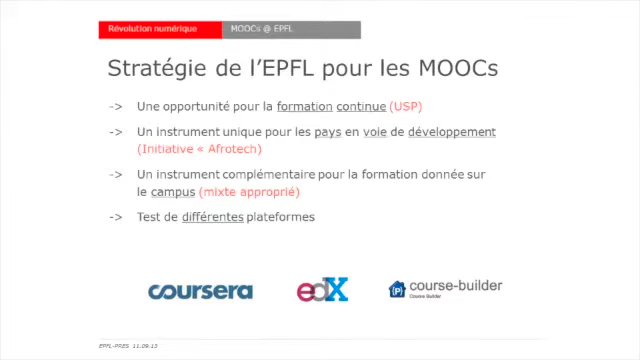 Révolution numérique MOOCs @ EPFL
Stratégie de l'EPFL pour les MOOCs
-> Une opportunité pour la formation continue (USP)
-> Un instrument unique pour les pays en voie de développement
(Initiative « Afrotech)
-> Un instrument complémentaire pour la formation donnée sur
le campus (mixte approprié)
-> Test de différentes plateformes
coursera edX {P} course-builder
Course Builder
EPFL-PRES 11.09.13